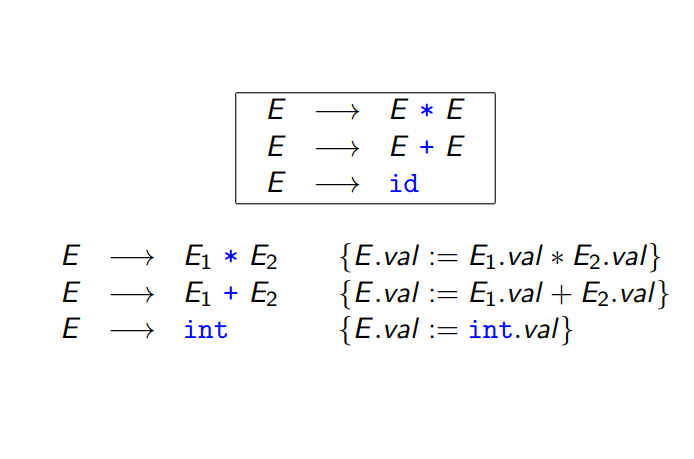 E ⟶ E * E
E ⟶ E + E
E ⟶ id
E ⟶ E₁ * E₂ {E.val := E₁.val ∗ E₂.val}
E ⟶ E₁ + E₂ {E.val := E₁.val + E₂.val}
E ⟶ int {E.val := int.val}